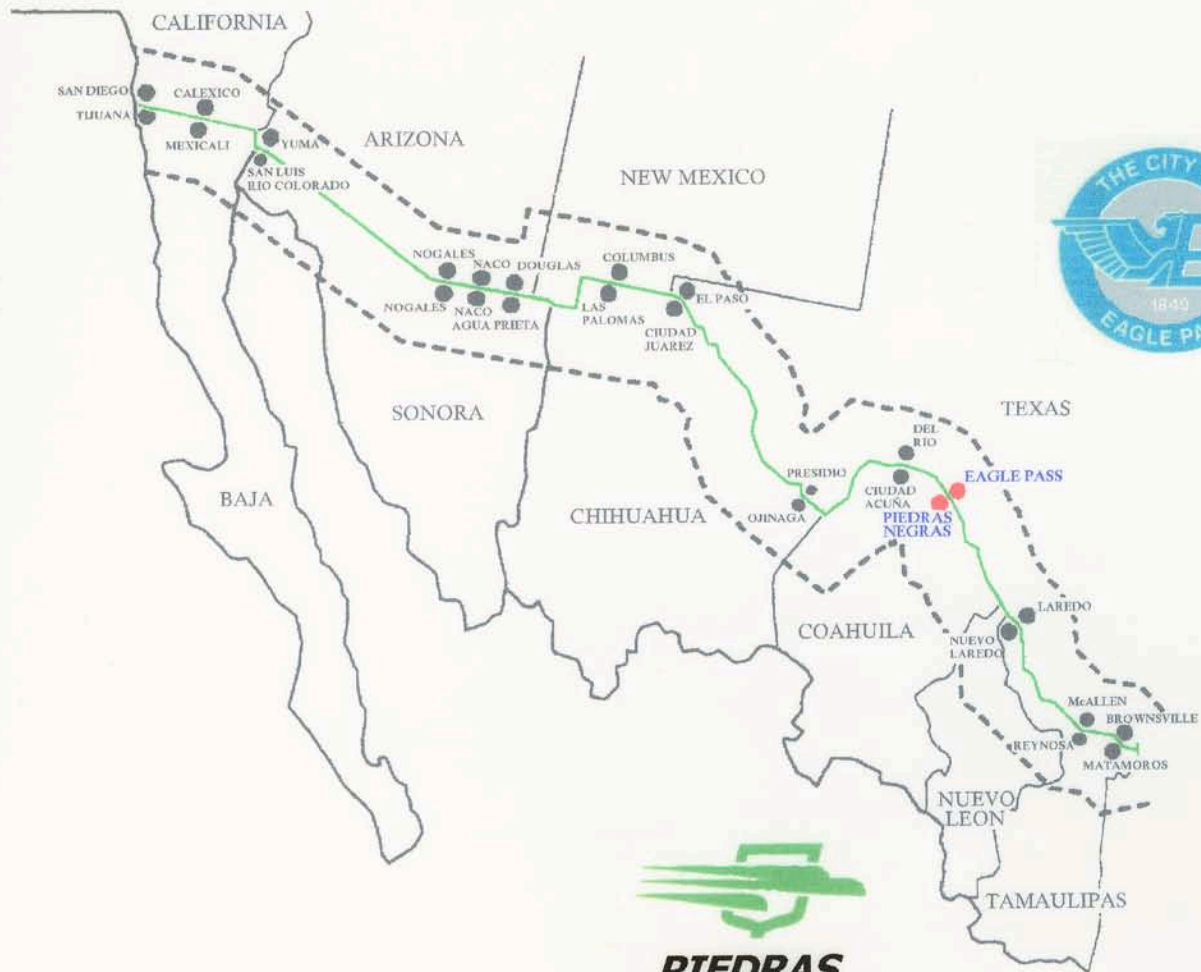 CALIFORNIA
SAN DIEGO
CALEXICO
TIJUANA
MEXICALI
YUMA
ARIZONA
SAN LUIS
RIO COLORADO
NEW MEXICO
THE CITY
1849
EAGLE
NOGALES
NACO
DOUGLAS
COLUMBUS
NOGALES
NACO
AGUA PRIETA
LAS
PALOMAS
EL PASO
CIUDAD
JUAREZ
SONORA
TEXAS
DEL
RIO
BAJA
CHIHUAHUA
PRESIDIO
OJINAGA
CIUDAD
ACUÑA
EAGLE PASS
PIEDRAS
NEGRAS
COAHUILA
LAREDO
NUEVO
LAREDO
McALLEN
BROWNSVILLE
REYNOSA
MATAMOROS
NUEVO
LEON
TAMAULIPAS
PIEDRAS